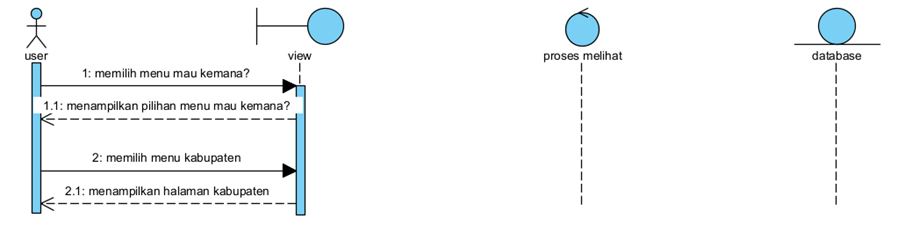 user
view
proses melihat
database
1: memilih menu mau kemana?
1.1: menampilkan pilihan menu mau kemana?
2: memilih menu kabupaten
2.1: menampilkan halaman kabupaten